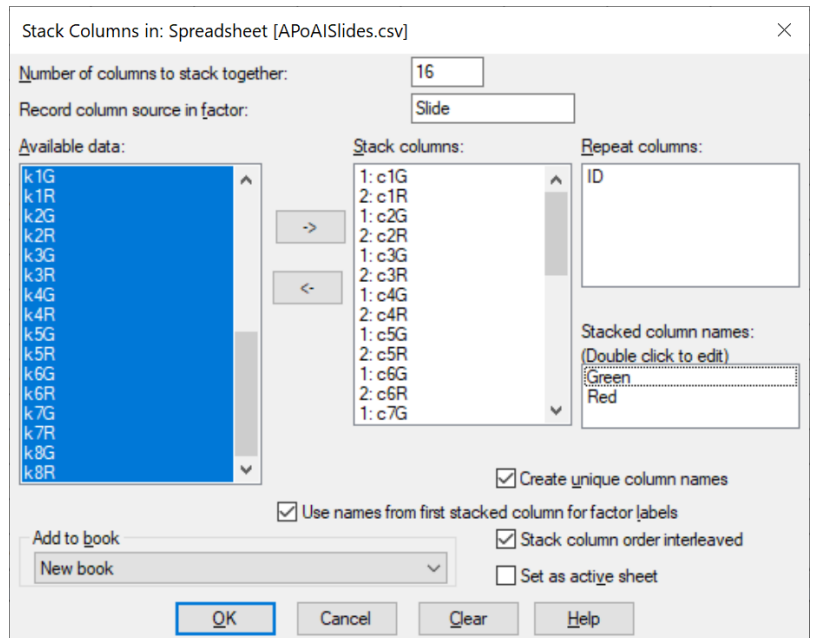 Stack Columns in: Spreadsheet [APoAISlides.csv]
Number of columns to stack together: 16
Record column source in factor: Slide
Available data:
k1G
k1R
k2G
k2R
k3G
k3R
k4G
k4R
k5G
k5R
k6G
k6R
k7G
k7R
k8G
k8R
->
<-
Stack columns:
1: c1G
2: c1R
1: c2G
2: c2R
1: c3G
2: c3R
1: c4G
2: c4R
1: c5G
2: c5R
1: c6G
2: c6R
1: c7G
Repeat columns:
ID
Stacked column names:
(Double click to edit)
Green
Red
Create unique column names
Use names from first stacked column for factor labels
Add to book
New book
Stack column order interleaved
Set as active sheet
OK Cancel Clear Help